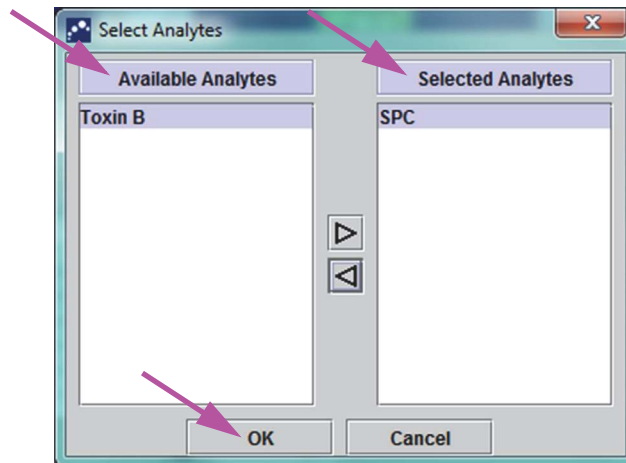 Select Analytes
Available Analytes
Selected Analytes
Toxin B
SPC
OK
Cancel